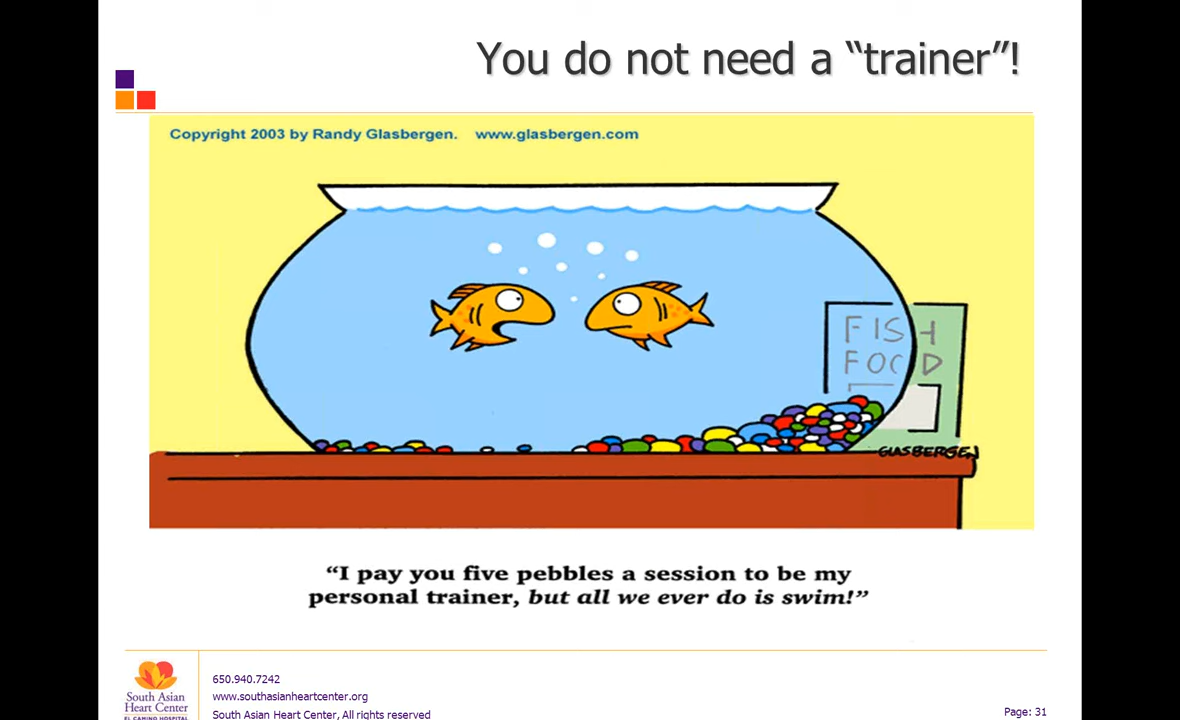 You do not need a “trainer”!
Copyright 2003 by Randy Glasbergen. www.glasbergen.com
FISH
FOOD
GLASBERGEN
“I pay you five pebbles a session to be my
personal trainer, but all we ever do is swim!”
South Asian
Heart Center
EL CAMINO HOSPITAL
650.940.7242
www.southasianheartcenter.org
South Asian Heart Center, All rights reserved
Page: 31